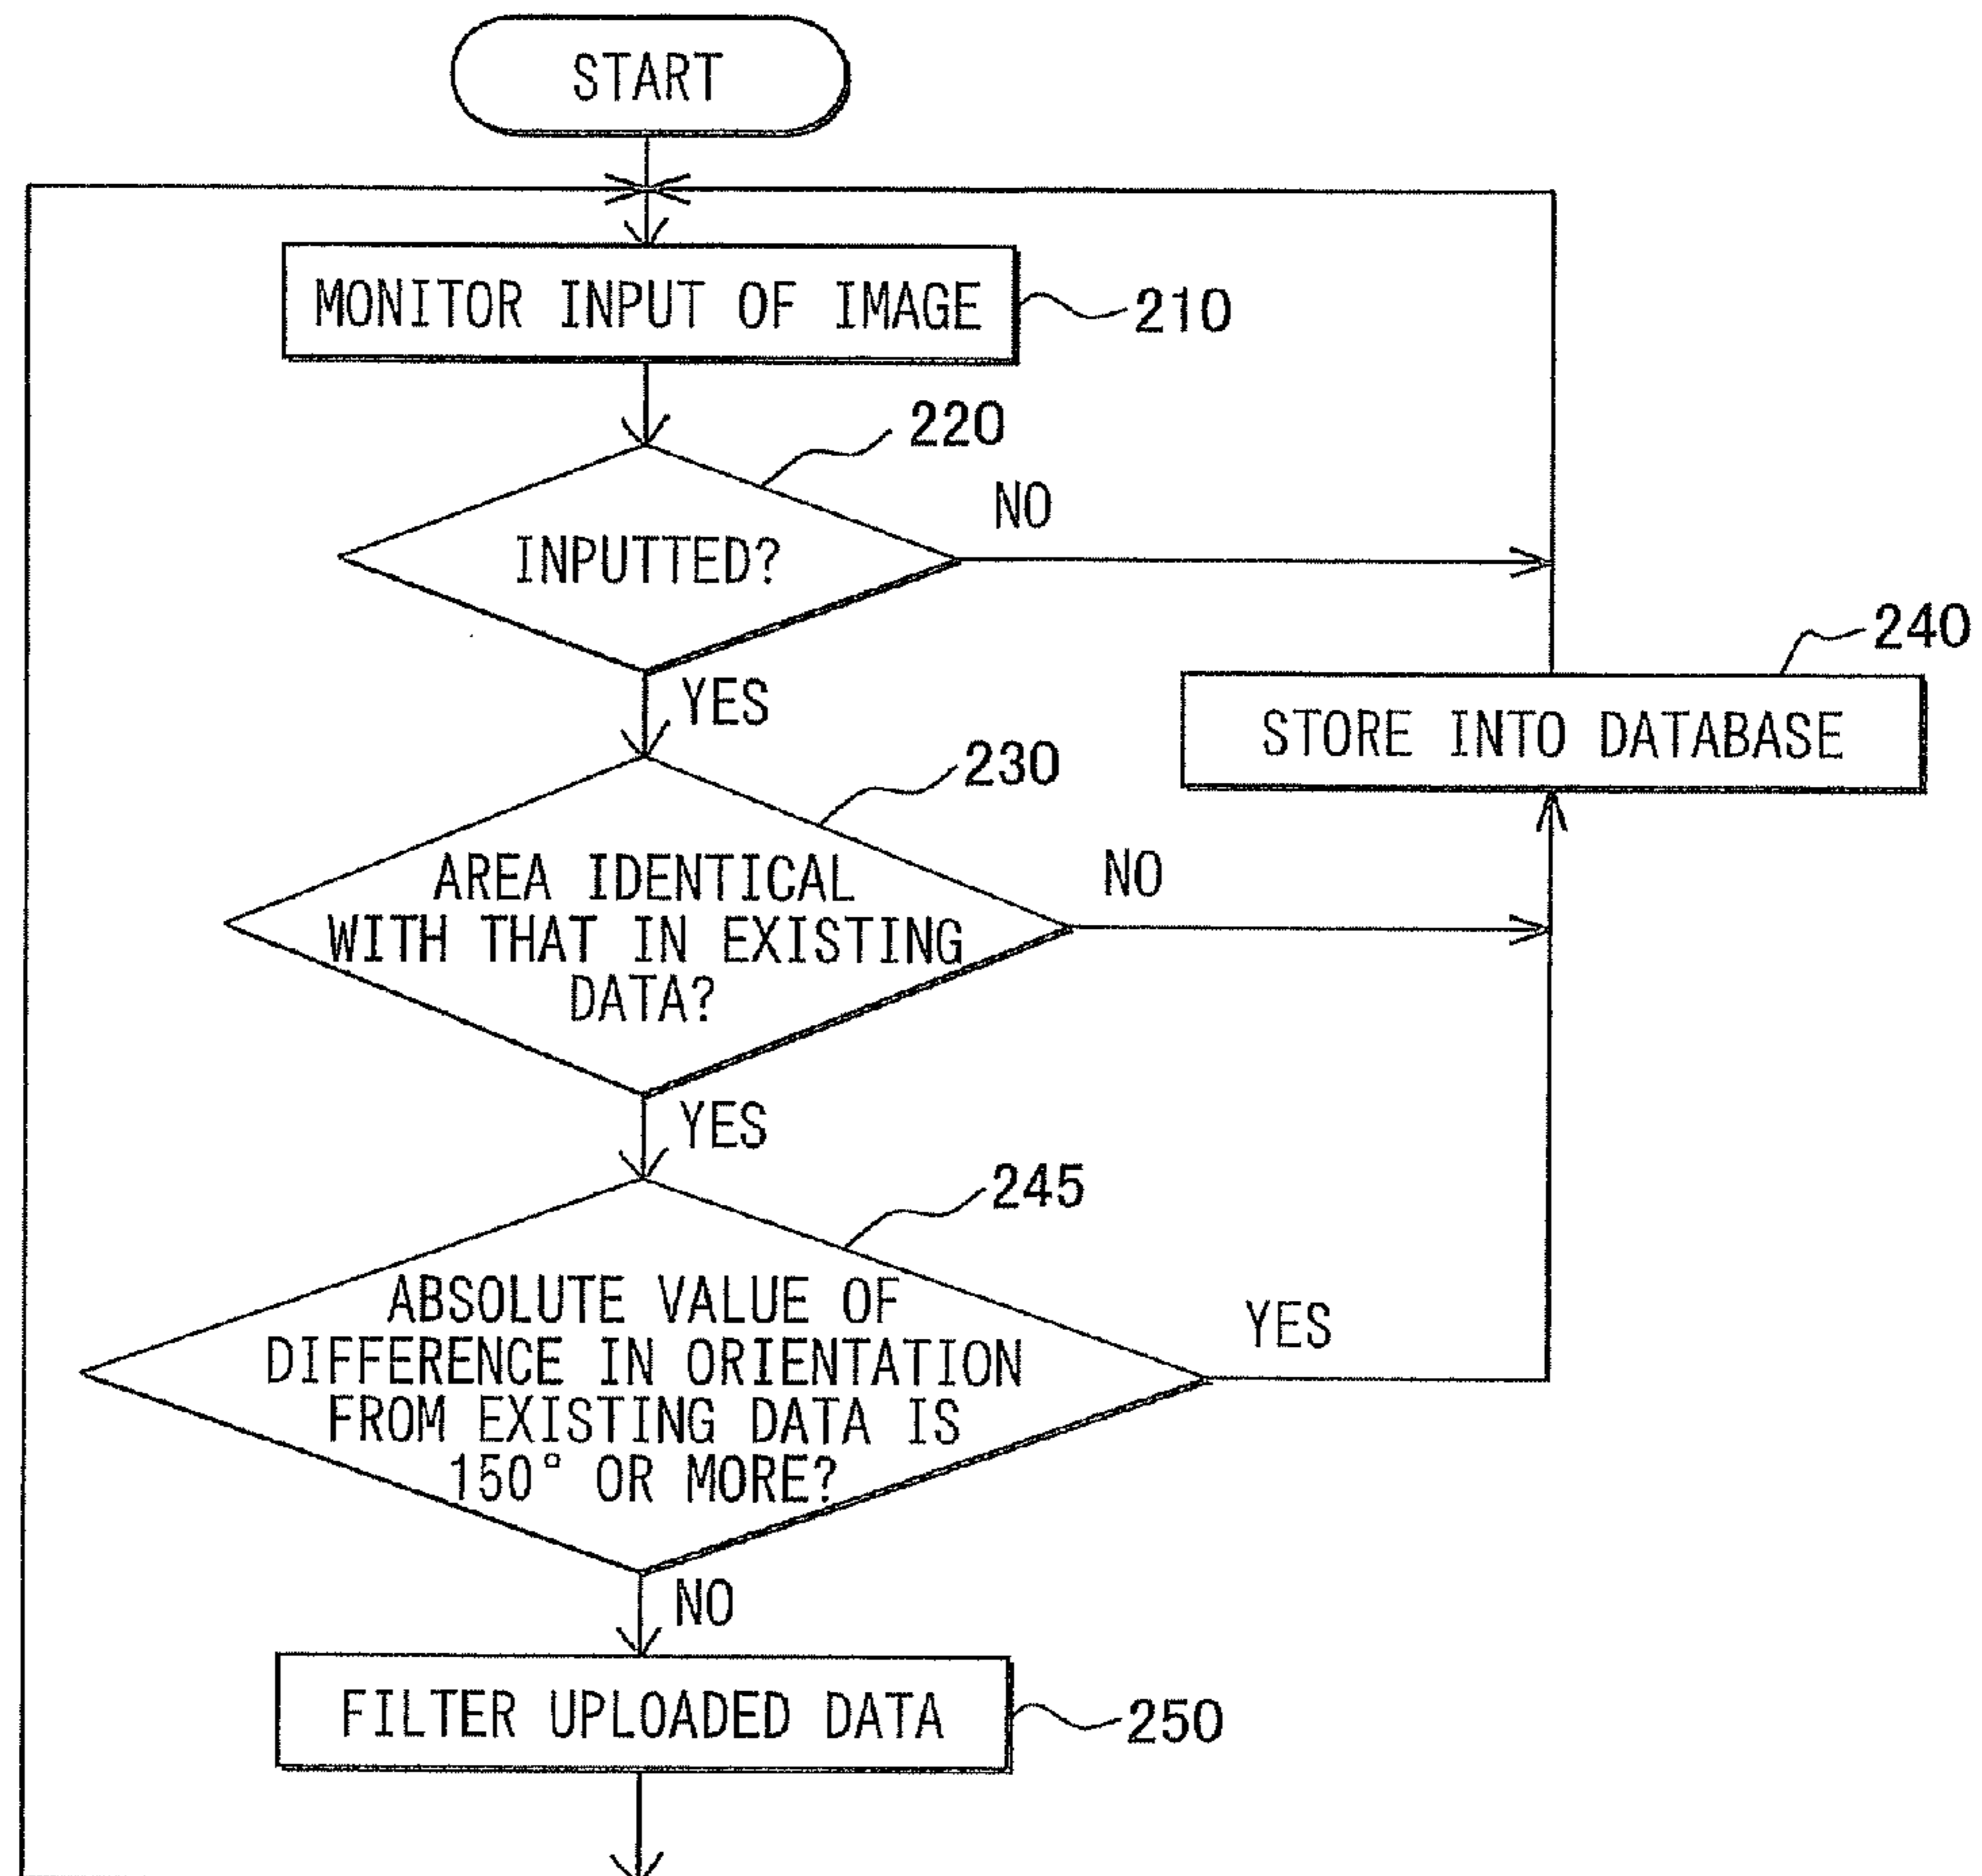 START
MONITOR INPUT OF IMAGE
210
220
INPUTTED?
NO
YES
240
STORE INTO DATABASE
230
AREA IDENTICAL
WITH THAT IN EXISTING
DATA?
NO
YES
245
ABSOLUTE VALUE OF
DIFFERENCE IN ORIENTATION
FROM EXISTING DATA IS
150° OR MORE?
YES
NO
FILTER UPLOADED DATA
250